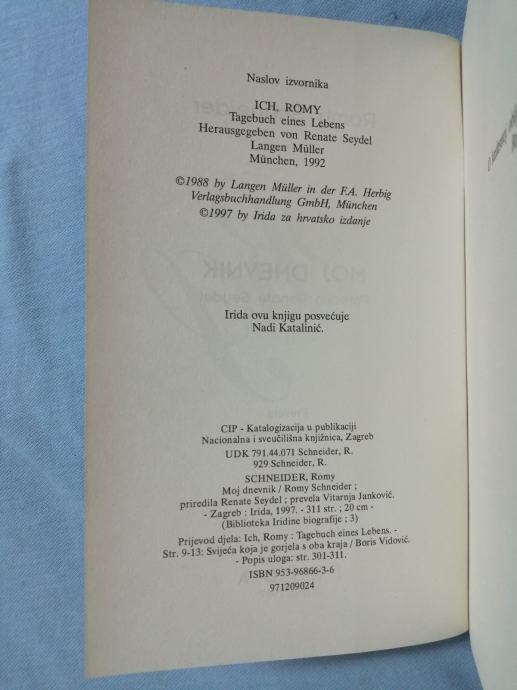 Naslov izvornika
ICH, ROMY
Tagebuch eines Lebens
Herausgegeben von Renate Seydel
Langen Müller
München, 1992
©1988 by Langen Müller in der F.A. Herbig
Verlagsbuchhandlung GmbH, München
©1997 by Irida za hrvatsko izdanje
MOJ DNEVNIK
Irida ovu knjigu posvećuje
Nadi Katalinić.
CIP - Katalogizacija u publikaciji
Nacionalna i sveučilišna knjižnica, Zagreb
UDK 791.44.071 Schneider, R.
929 Schneider, R.
SCHNEIDER, Romy
Moj dnevnik / Romy Schneider ;
priredila Renate Seydel ; prevela Vitarnja Janković.
- Zagreb : Irida, 1997. - 311 str. ; 20 cm -
(Biblioteka Iridine biografije ; 3)
Prijevod djela: Ich, Romy : Tagebuch eines Lebens. -
Str. 9-13: Svijeća koja je gorjela s oba kraja / Boris Vidović.
- Popis uloga: str. 301-311.
ISBN 953-96866-3-6
971209024